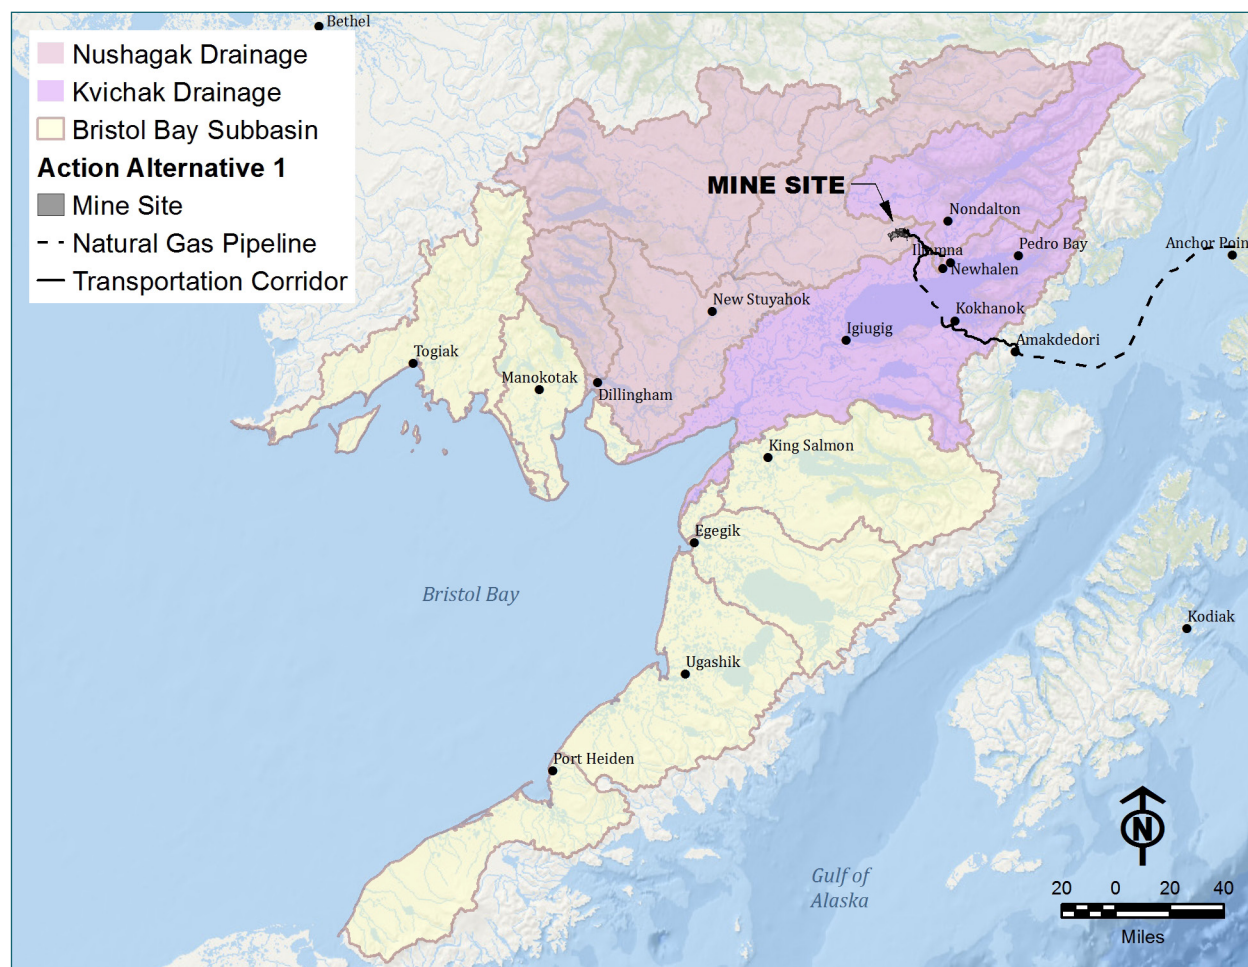 Bethel
Nushagak Drainage
Kvichak Drainage
Bristol Bay Subbasin
Action Alternative 1
Mine Site
Natural Gas Pipeline
Transportation Corridor
MINE SITE
Nondalton
Iliamna
Pedro Bay
Anchor Poin
Newhalen
New Stuyahok
Kokhanok
Igiugig
Amakdedori
Togiak
Manokotak
Dillingham
King Salmon
Egegik
Bristol Bay
Kodiak
Ugashik
Port Heiden
N
Gulf of
Alaska
20 0 20 40
Miles